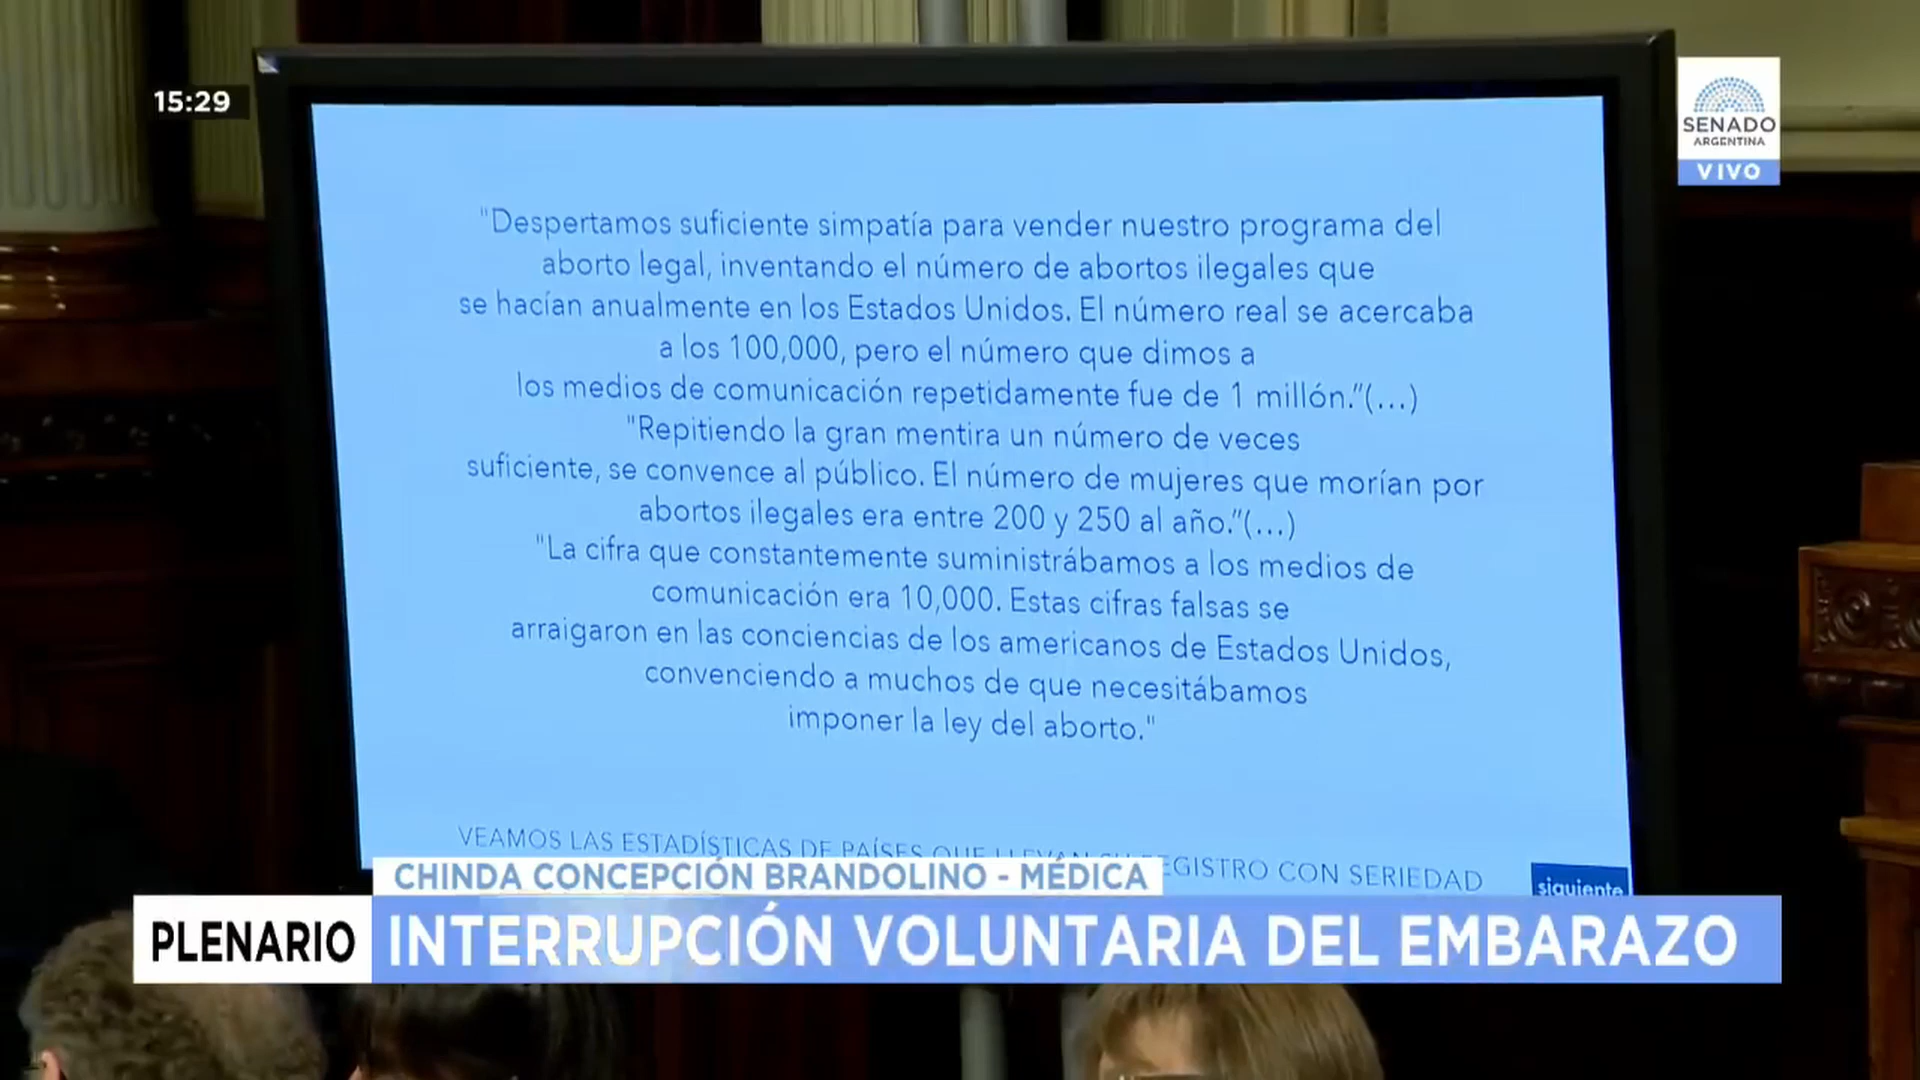 15:29
SENADO
ARGENTINA
VIVO
"Despertamos suficiente simpatía para vender nuestro programa del
aborto legal, inventando el número de abortos ilegales que
se hacían anualmente en los Estados Unidos. El número real se acercaba
a los 100,000, pero el número que dimos a
los medios de comunicación repetidamente fue de 1 millón."(...)
"Repitiendo la gran mentira un número de veces
suficiente, se convence al público. El número de mujeres que morían por
abortos ilegales era entre 200 y 250 al año."(...)
"La cifra que constantemente suministrábamos a los medios de
comunicación era 10,000. Estas cifras falsas se
arraigaron en las conciencias de los americanos de Estados Unidos,
convenciendo a muchos de que necesitábamos
imponer la ley del aborto."
VEAMOS LAS ESTADÍSTICAS DE PAÍSES QUE LLEVAN SU REGISTRO CON SERIEDAD
siguiente
CHINDA CONCEPCIÓN BRANDOLINO - MÉDICA
PLENARIO
INTERRUPCIÓN VOLUNTARIA DEL EMBARAZO